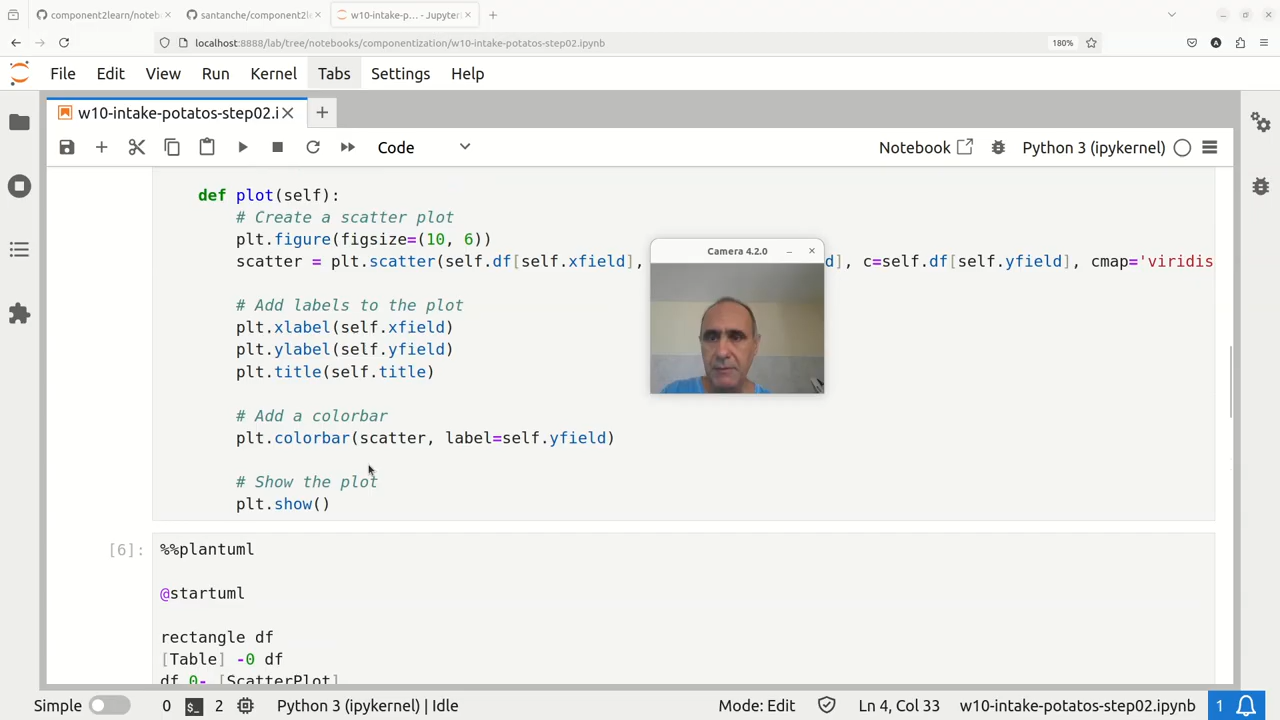 component2learn/noteb
santanche/component2l
w10-intake-p... - Jupyter
localhost:8888/lab/tree/notebooks/componentization/w10-intake-potatos-step02.ipynb
180%
File Edit View Run Kernel Tabs Settings Help
w10-intake-potatos-step02.i
Code
Notebook
Python 3 (ipykernel)
def plot(self):
# Create a scatter plot
plt.figure(figsize=(10, 6))
scatter = plt.scatter(self.df[self.xfield], d], c=self.df[self.yfield], cmap='viridis
Camera 4.2.0
# Add labels to the plot
plt.xlabel(self.xfield)
plt.ylabel(self.yfield)
plt.title(self.title)
# Add a colorbar
plt.colorbar(scatter, label=self.yfield)
# Show the plot
plt.show()
[6]:
%%plantuml
@startuml
rectangle df
[Table] -0 df
df 0- [ScatterPlot]
Simple 0 2 Python 3 (ipykernel) | Idle Mode: Edit Ln 4, Col 33 w10-intake-potatos-step02.ipynb 1